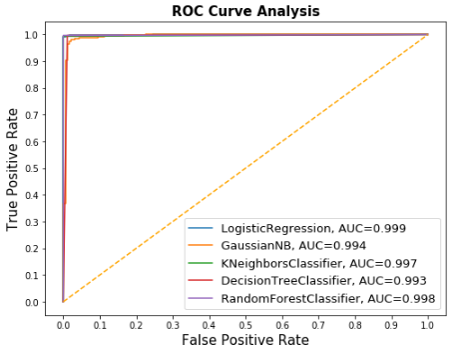 ROC Curve Analysis
True Positive Rate
1.0
0.9
0.8
0.7
0.6
0.5
0.4
0.3
0.2
0.1
0.0
LogisticRegression, AUC=0.999
GaussianNB, AUC=0.994
KNeighborsClassifier, AUC=0.997
DecisionTreeClassifier, AUC=0.993
RandomForestClassifier, AUC=0.998
0.0 0.1 0.2 0.3 0.4 0.5 0.6 0.7 0.8 0.9 1.0
False Positive Rate